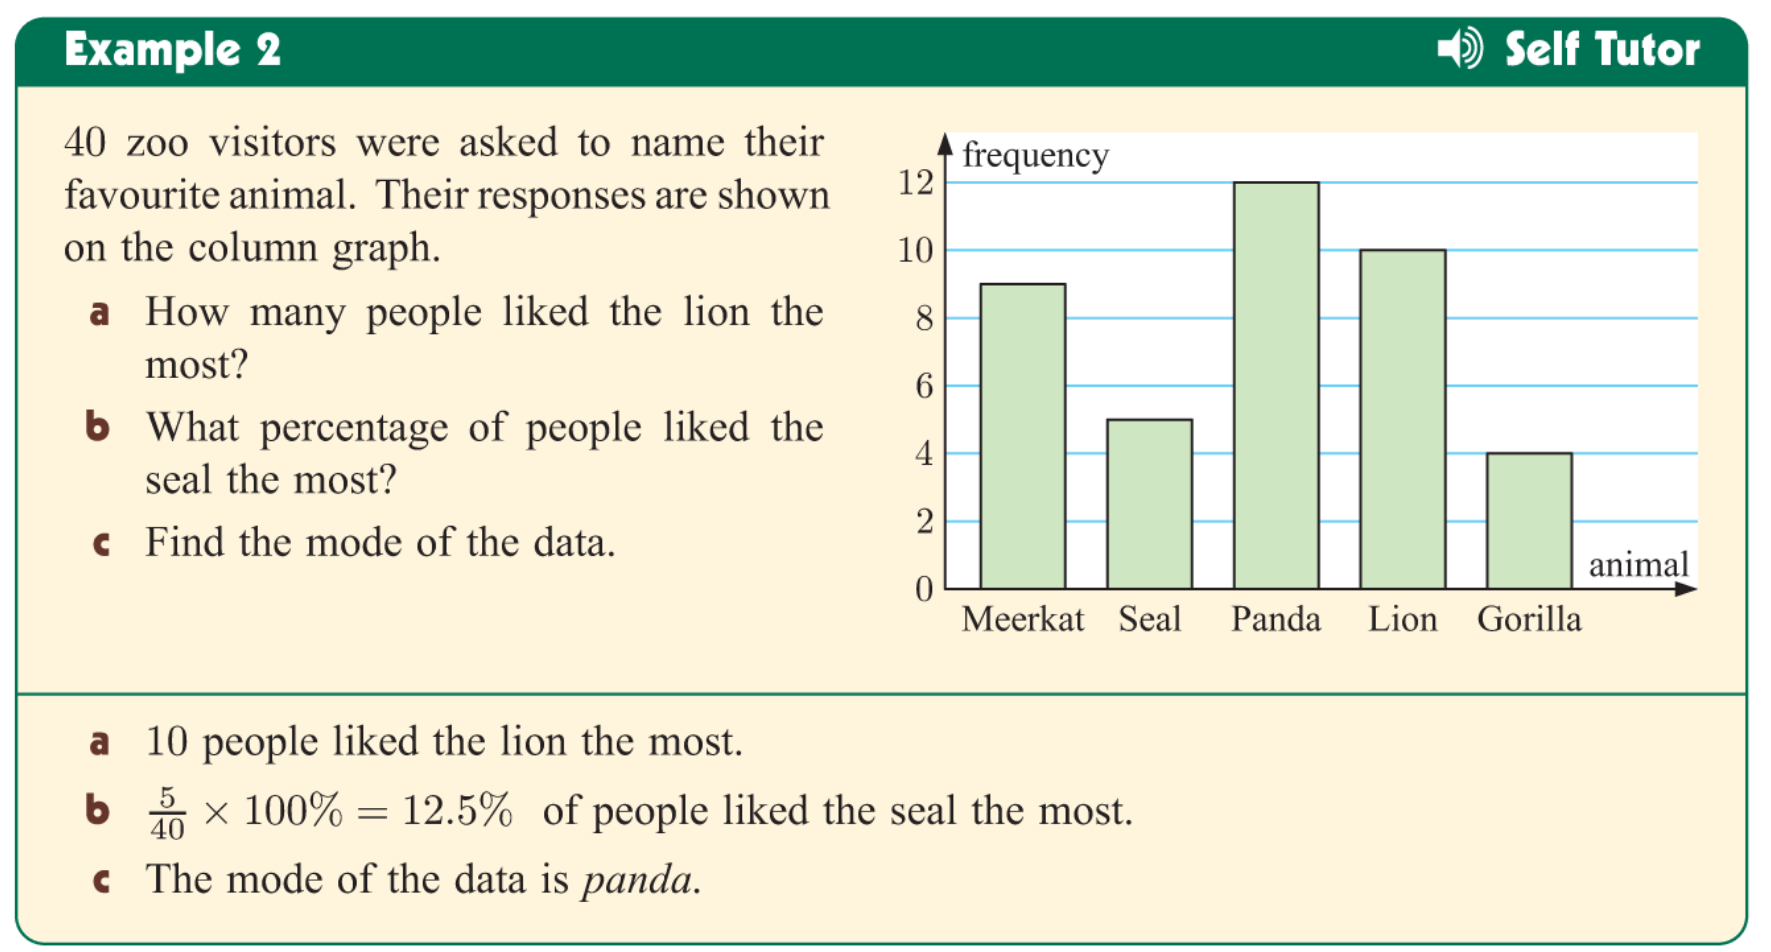 Example 2
Self Tutor
40 zoo visitors were asked to name their
favourite animal. Their responses are shown
on the column graph.
a How many people liked the lion the
most?
b What percentage of people liked the
seal the most?
c Find the mode of the data.
frequency
12
10
8
6
4
2
0
animal
Meerkat Seal Panda Lion Gorilla
a 10 people liked the lion the most.
b 5/40 × 100% = 12.5% of people liked the seal the most.
c The mode of the data is panda.